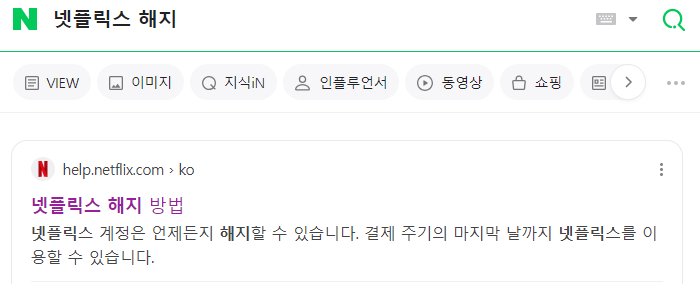 N 넷플릭스 해지
VIEW 이미지 지식iN 인플루언서 동영상 쇼핑
N help.netflix.com › ko
넷플릭스 해지 방법
넷플릭스 계정은 언제든지 해지할 수 있습니다. 결제 주기의 마지막 날까지 넷플릭스를 이
용할 수 있습니다.